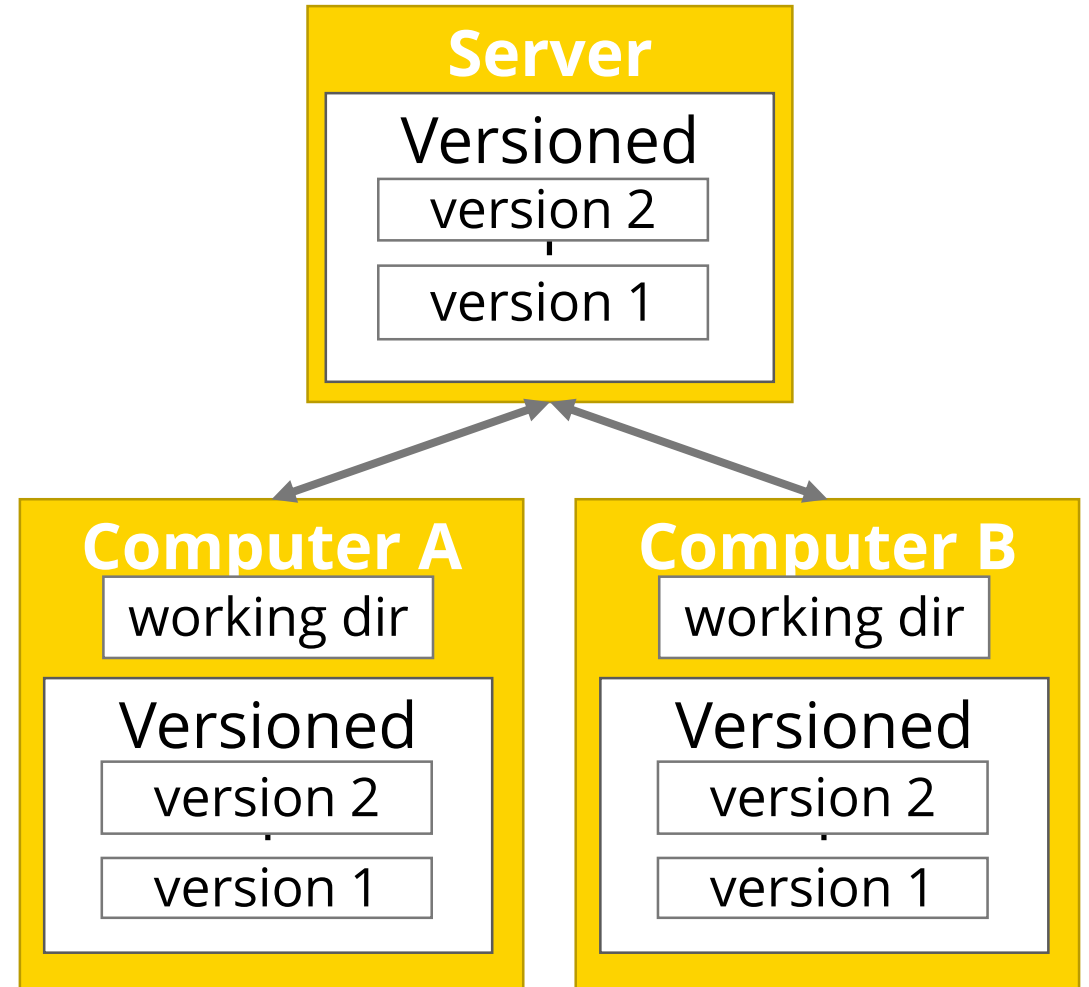 Server
Versioned
version 2
version 1
Computer A
working dir
Versioned
version 2
version 1
Computer B
working dir
Versioned
version 2
version 1